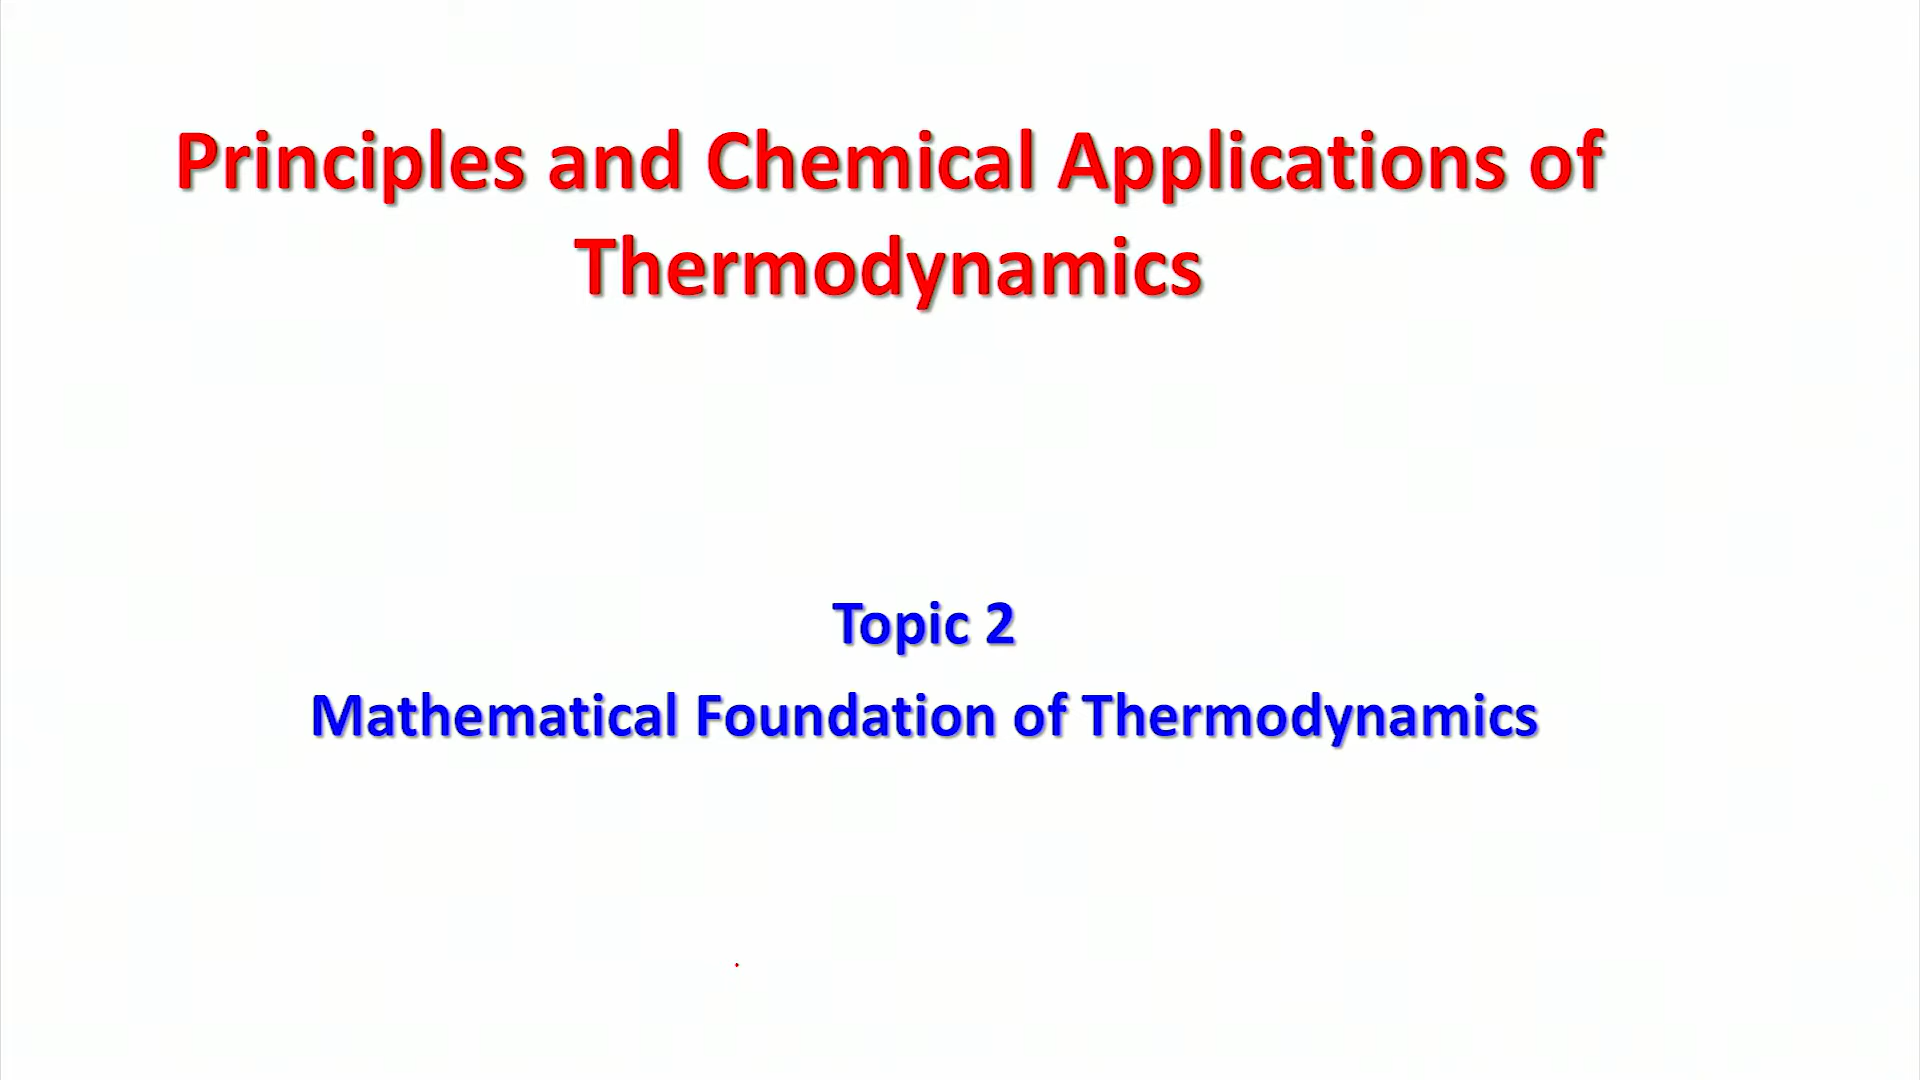 Principles and Chemical Applications of
Thermodynamics
Topic 2
Mathematical Foundation of Thermodynamics